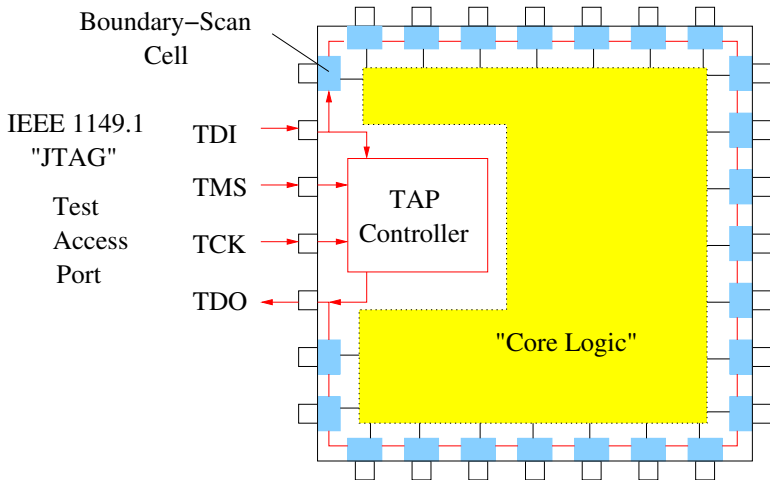 Boundary−Scan
Cell
IEEE 1149.1
"JTAG"
Test
Access
Port
TDI
TMS
TCK
TDO
TAP
Controller
"Core Logic"